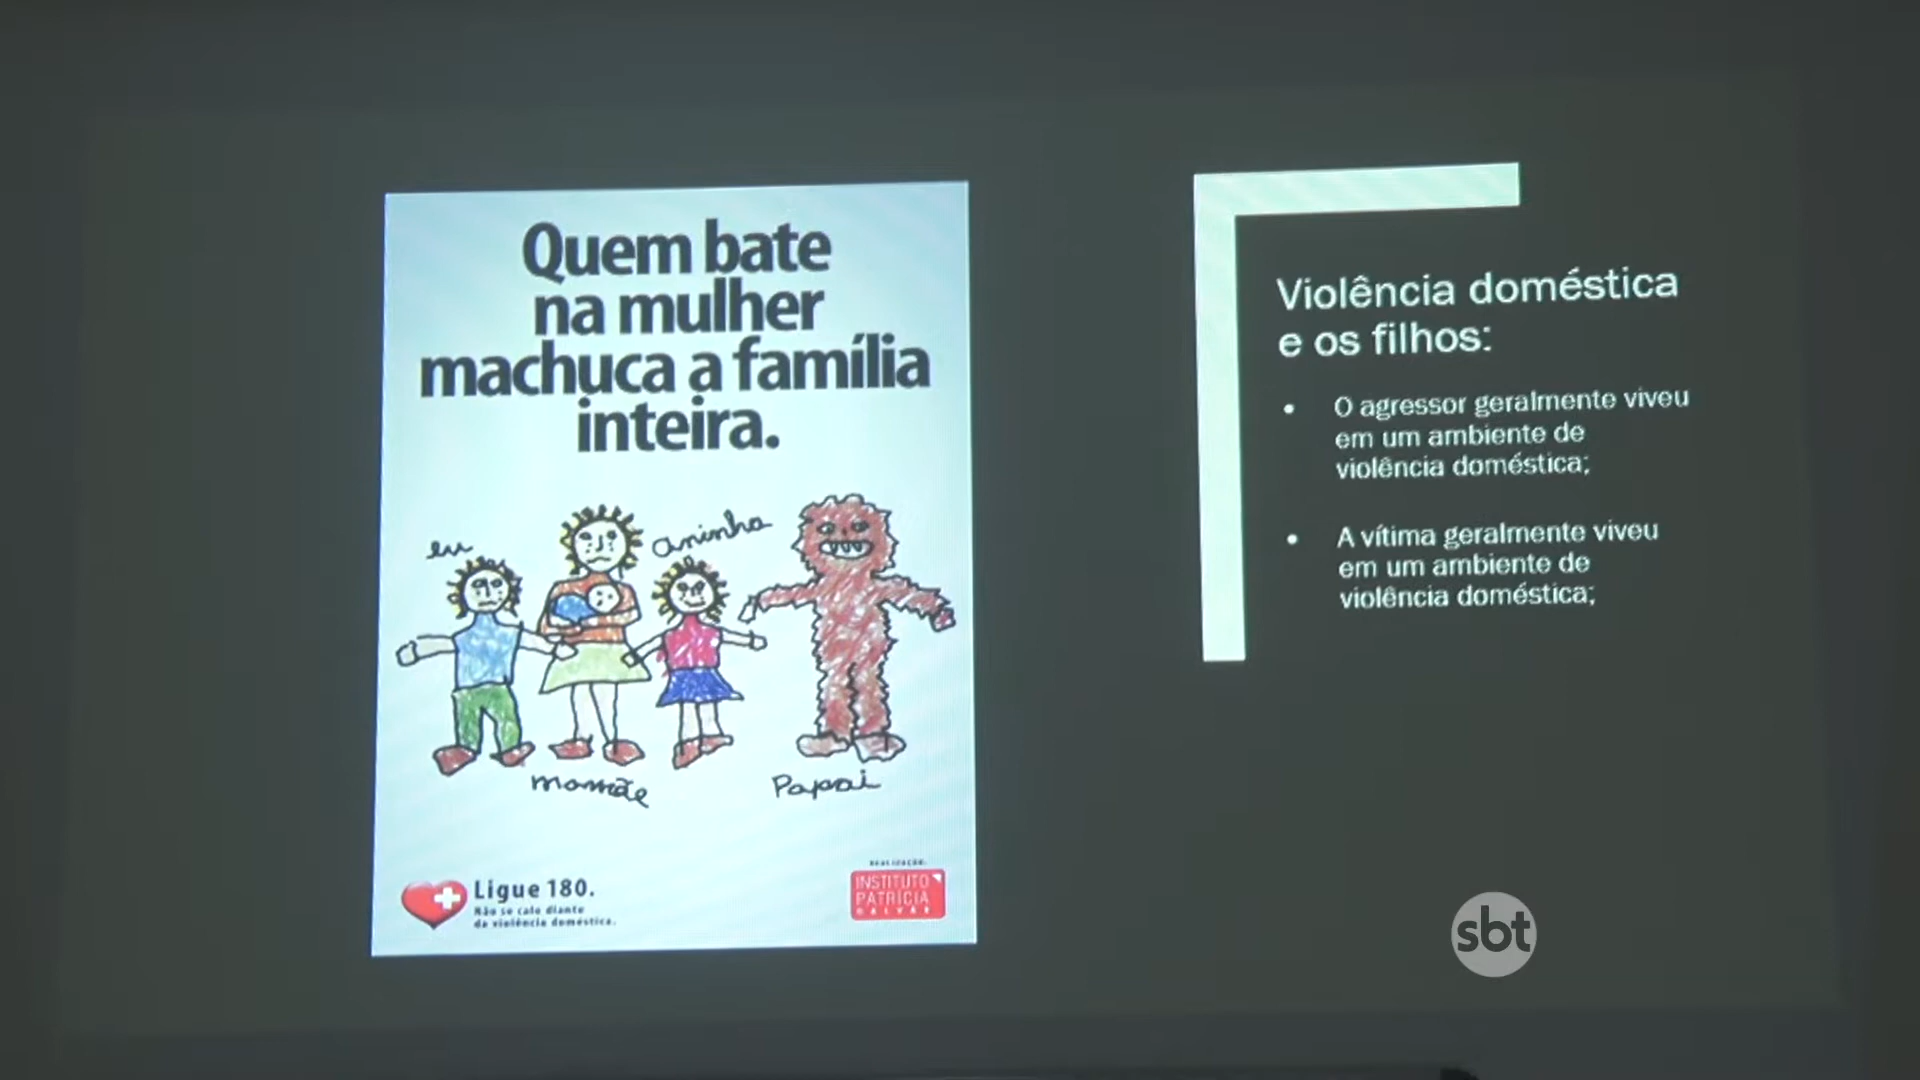 Quem bate
na mulher
machuca a família
inteira.
eu
aninha
mamãe
Papai
Ligue 180.
Não se cale diante
da violência doméstica.
REALIZAÇÃO:
INSTITUTO
PATRÍCIA
GALVÃO
Violência doméstica
e os filhos:
• O agressor geralmente viveu
em um ambiente de
violência doméstica;
• A vítima geralmente viveu
em um ambiente de
violência doméstica;
sbt